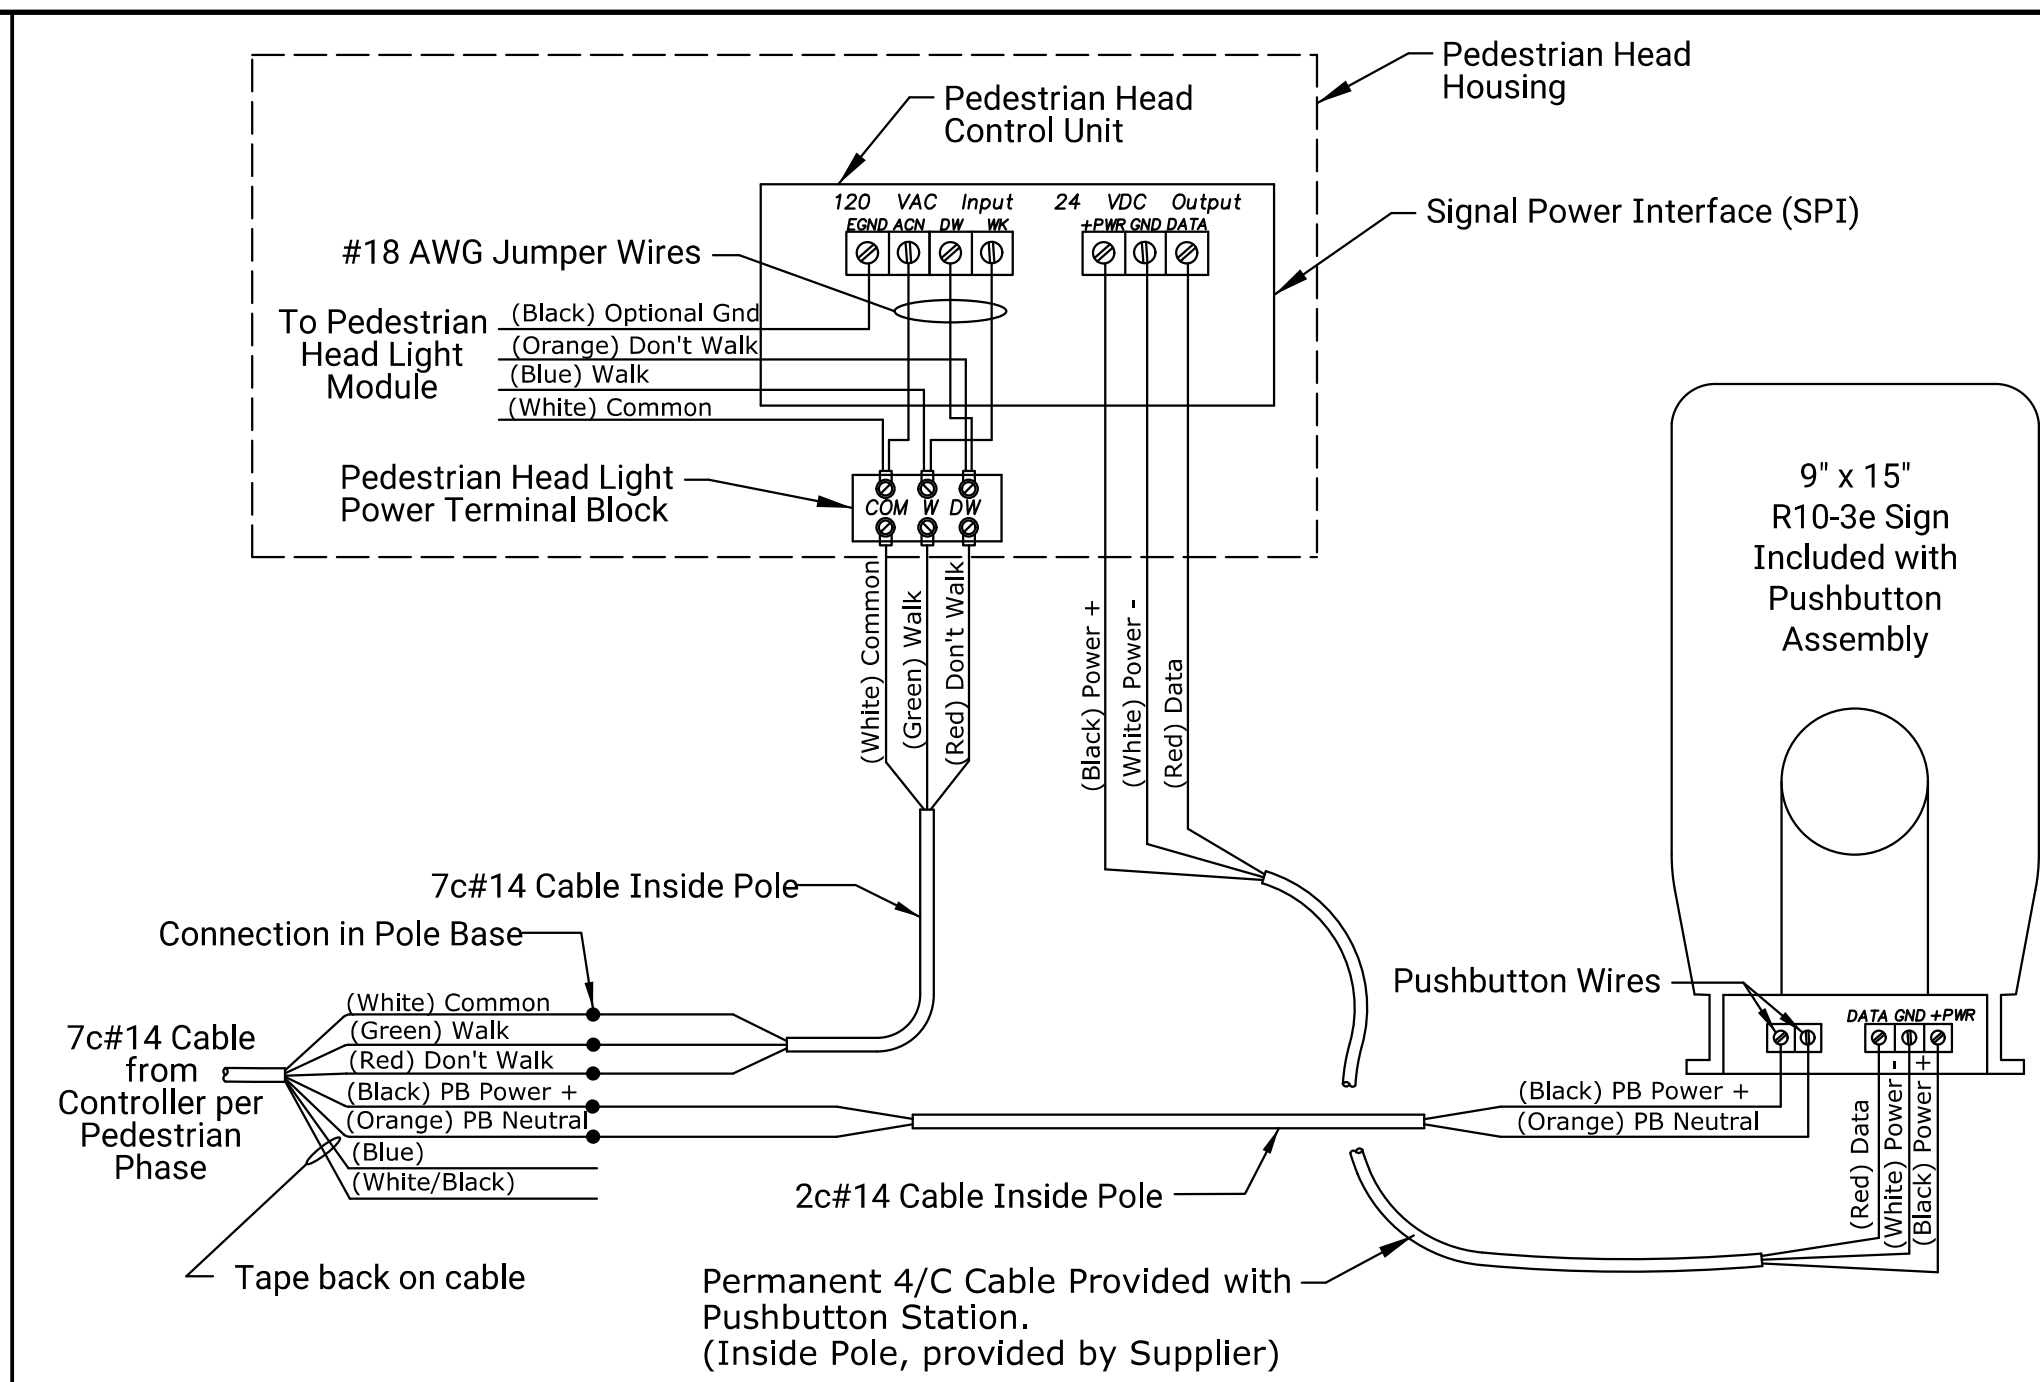 Pedestrian Head
Housing
Pedestrian Head
Control Unit
Signal Power Interface (SPI)
120 VAC Input
24 VDC Output
EGND ACN DW WK
+PWR GND DATA
#18 AWG Jumper Wires
To Pedestrian
Head Light
Module
(Black) Optional Gnd
(Orange) Don't Walk
(Blue) Walk
(White) Common
Pedestrian Head Light
Power Terminal Block
COM W DW
(White) Common
(Green) Walk
(Red) Don't Walk
(Black) Power +
(White) Power -
(Red) Data
9" x 15"
R10-3e Sign
Included with
Pushbutton
Assembly
7c#14 Cable Inside Pole
Connection in Pole Base
Pushbutton Wires
DATA GND +PWR
7c#14 Cable
from
Controller per
Pedestrian
Phase
(White) Common
(Green) Walk
(Red) Don't Walk
(Black) PB Power +
(Orange) PB Neutral
(Blue)
(White/Black)
(Black) PB Power +
(Orange) PB Neutral
(Red) Data
(White) Power -
(Black) Power +
2c#14 Cable Inside Pole
Tape back on cable
Permanent 4/C Cable Provided with
Pushbutton Station.
(Inside Pole, provided by Supplier)